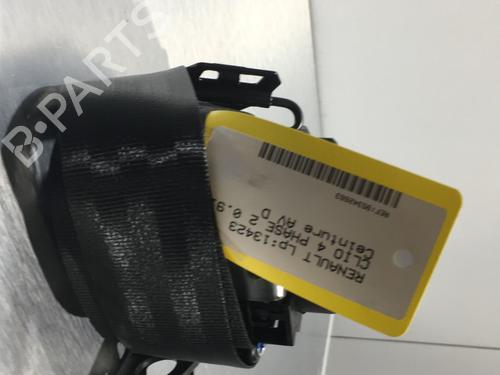 B-PARTS
RENAULT Lp:13423
CLIO 4 PHASE 2 0.9
Ceinture AV D